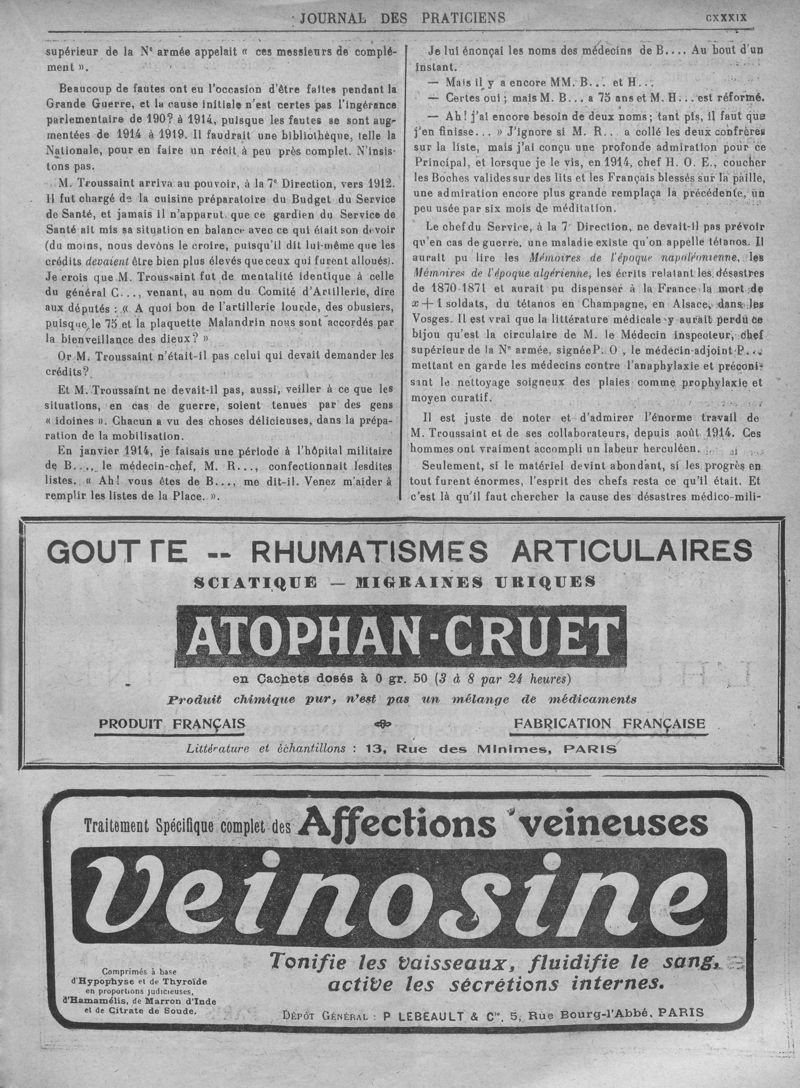 JOURNAL DES PRATICIENS
CXXXIX
supérieur de la Nᵉ armée appelait « ces messieurs de complé-
ment ».
Beaucoup de fautes ont eu l'occasion d'être faites pendant la
Grande Guerre, et la cause initiale n'est certes pas l'ingérance
parlementaire de 190? à 1914, puisque les fautes se sont aug-
mentées de 1914 à 1919. Il faudrait une bibliothèque, telle la
Nationale, pour en faire un récit à peu près complet. N'insis-
tons pas.
M. Troussaint arriva au pouvoir, à la 7ᵉ Direction, vers 1912.
Il fut chargé de la cuisine préparatoire du Budget du Service
de Santé, et jamais il n'apparut que ce gardien du Service de
Santé ait mis sa situation en balance avec ce qui était son devoir
(du moins, nous devons le croire, puisqu'il dit lui-même que les
crédits devaient être bien plus élevés que ceux qui furent alloués).
Je crois que M. Troussaint fut de mentalité identique à celle
du général C..., venant, au nom du Comité d'Artillerie, dire
aux députés : « A quoi bon de l'artillerie lourde, des obusiers,
puisque le 75 et la plaquette Malandrin nous sont accordés par
la bienveillance des dieux ? »
Or M. Troussaint n'était-il pas celui qui devait demander les
crédits?
Et M. Troussaint ne devait-il pas, aussi, veiller à ce que les
situations, en cas de guerre, soient tenues par des gens
« idoines ». Chacun a vu des choses délicieuses, dans la prépa-
ration de la mobilisation.
En janvier 1914, je faisais une période à l'hôpital militaire
de B...., le médecin-chef, M. R..., confectionnait lesdites
listes. « Ah! vous êtes de B..., me dit-il. Venez m'aider à
remplir les listes de la Place. ».
Je lui énonçai les noms des médecins de B.... Au bout d'un
instant.
— Mais il y a encore MM. B... et H...
— Certes oui ; mais M. B... a 75 ans et M. H... est réformé.
— Ah! j'ai encore besoin de deux noms ; tant pis, il faut que
j'en finisse... » J'ignore si M. R... a collé les deux confrères
sur la liste, mais j'ai conçu une profonde admiration pour ce
Principal, et lorsque je le vis, en 1914, chef H. O. E., coucher
les Boches valides sur des lits et les Français blessés sur la paille,
une admiration encore plus grande remplaça la précédente, un
peu usée par six mois de méditation.
Le chef du Service, à la 7ᵉ Direction, ne devait-il pas prévoir
qu'en cas de guerre, une maladie existe qu'on appelle tétanos. Il
aurait pu lire les Mémoires de l'époque napoléonienne, les
Mémoires de l'époque algérienne, les écrits relatant les désastres
de 1870-1871 et aurait pu dispenser à la France la mort de
x + 1 soldats, du tétanos en Champagne, en Alsace, dans les
Vosges. Il est vrai que la littérature médicale y aurait perdu ce
bijou qu'est la circulaire de M. le Médecin inspecteur, chef
supérieur de la Nᵉ armée, signée P. O , le médecin-adjoint P...
mettant en garde les médecins contre l'anaphylaxie et préconi-
sant le nettoyage soigneux des plaies comme prophylaxie et
moyen curatif.
Il est juste de noter et d'admirer l'énorme travail de
M. Troussaint et de ses collaborateurs, depuis août 1914. Ces
hommes ont vraiment accompli un labeur herculéen.
Seulement, si le matériel devint abondant, si les progrès en
tout furent énormes, l'esprit des chefs resta ce qu'il était. Et
c'est là qu'il faut chercher la cause des désastres médico-mili-
GOUTTE -- RHUMATISMES ARTICULAIRES
SCIATIQUE — MIGRAINES URIQUES
ATOPHAN-CRUET
en Cachets dosés à 0 gr. 50 (3 à 8 par 24 heures)
Produit chimique pur, n'est pas un mélange de médicaments
PRODUIT FRANÇAIS
FABRICATION FRANÇAISE
Littérature et échantillons : 13, Rue des Minimes, PARIS
Traitement Spécifique complet des Affections veineuses
Veinosine
Comprimés à base
d'Hypophyse et de Thyroïde
en proportions judicieuses,
d'Hamamélis, de Marron d'Inde
et de Citrate de Soude.
Tonifie les vaisseaux, fluidifie le sang,
active les sécrétions internes.
DÉPÔT GÉNÉRAL : P LEBEAULT & Cⁱᵉ, 5, Rue Bourg-l'Abbé, PARIS